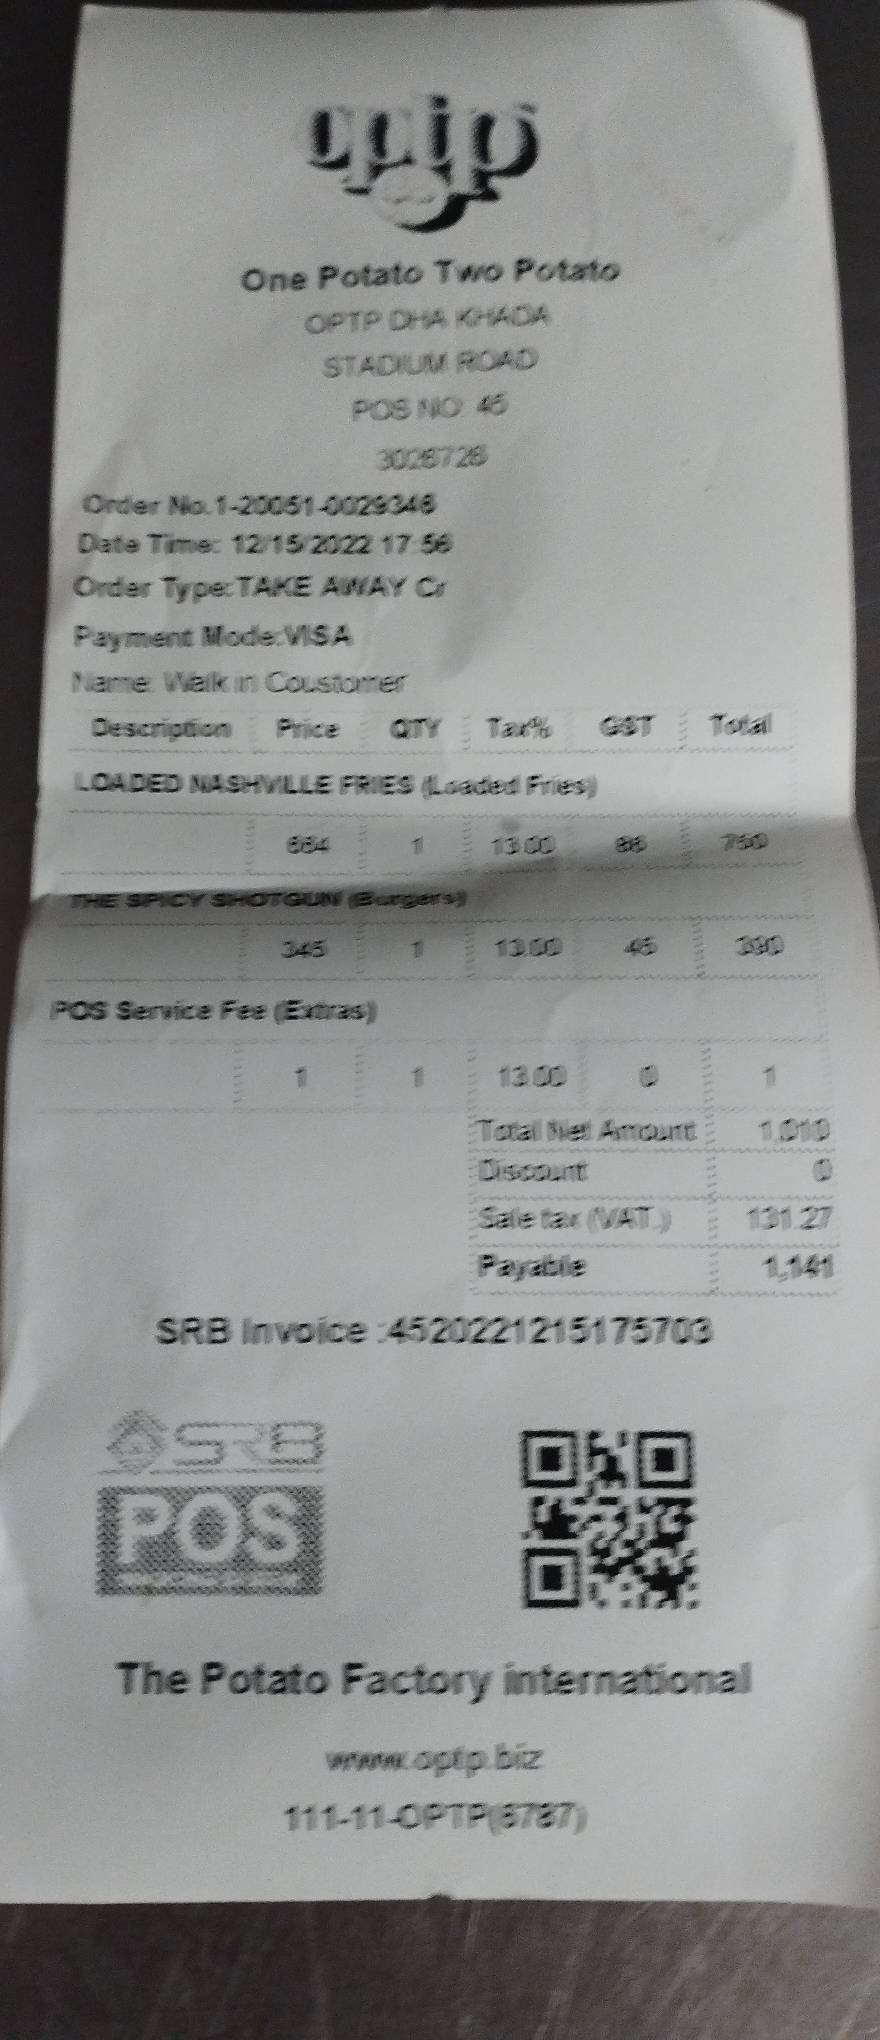 optp
One Potato Two Potato
OPTP DHA KHADA
STADIUM ROAD
POS NO: 45
3028728
Order No.1-20051-0029346
Date Time: 12/15/2022 17:56
Order Type:TAKE AWAY Cr
Payment Mode:VISA
Name: Walk in Coustomer
Description Price QTY Tax% GST Total
LOADED NASHVILLE FRIES (Loaded Fries)
664 1 13.00 86 750
THE SPICY SHOTGUN (Burgers)
345 1 13.00 45 390
POS Service Fee (Extras)
1 1 13.00 0 1
Total Net Amount 1,010
Discount 0
Sale tax (VAT.) 131.27
Payable 1,141
SRB Invoice :4520221215175703
SRB
POS
The Potato Factory international
www.optp.biz
111-11-OPTP(6787)